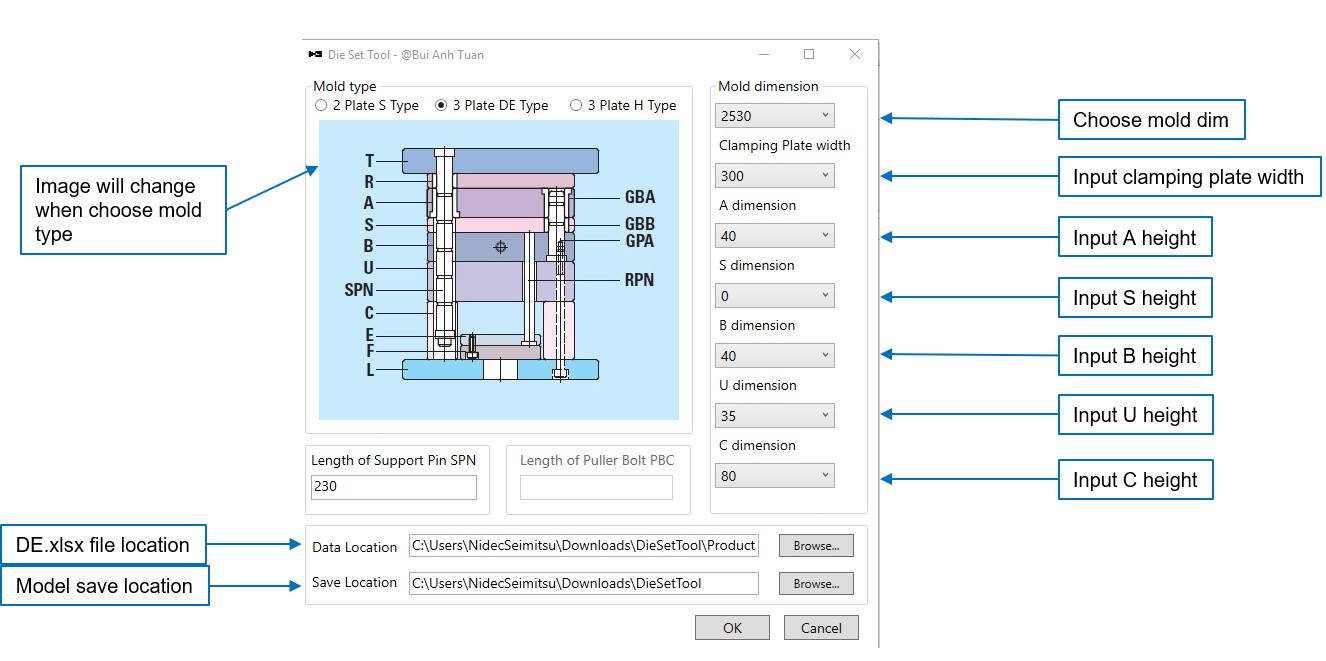 Die Set Tool - @Bui Anh Tuan
Mold type
2 Plate S Type
3 Plate DE Type
3 Plate H Type
T
R
A
S
B
U
SPN
C
E
F
L
GBA
GBB
GPA
RPN
Mold dimension
2530
Clamping Plate width
300
A dimension
40
S dimension
0
B dimension
40
U dimension
35
C dimension
80
Length of Support Pin SPN
230
Length of Puller Bolt PBC
Data Location
C:\Users\NidecSeimitsu\Downloads\DieSetTool\Product
Browse...
Save Location
C:\Users\NidecSeimitsu\Downloads\DieSetTool
Browse...
OK
Cancel
Image will change
when choose mold
type
DE.xlsx file location
Model save location
Choose mold dim
Input clamping plate width
Input A height
Input S height
Input B height
Input U height
Input C height